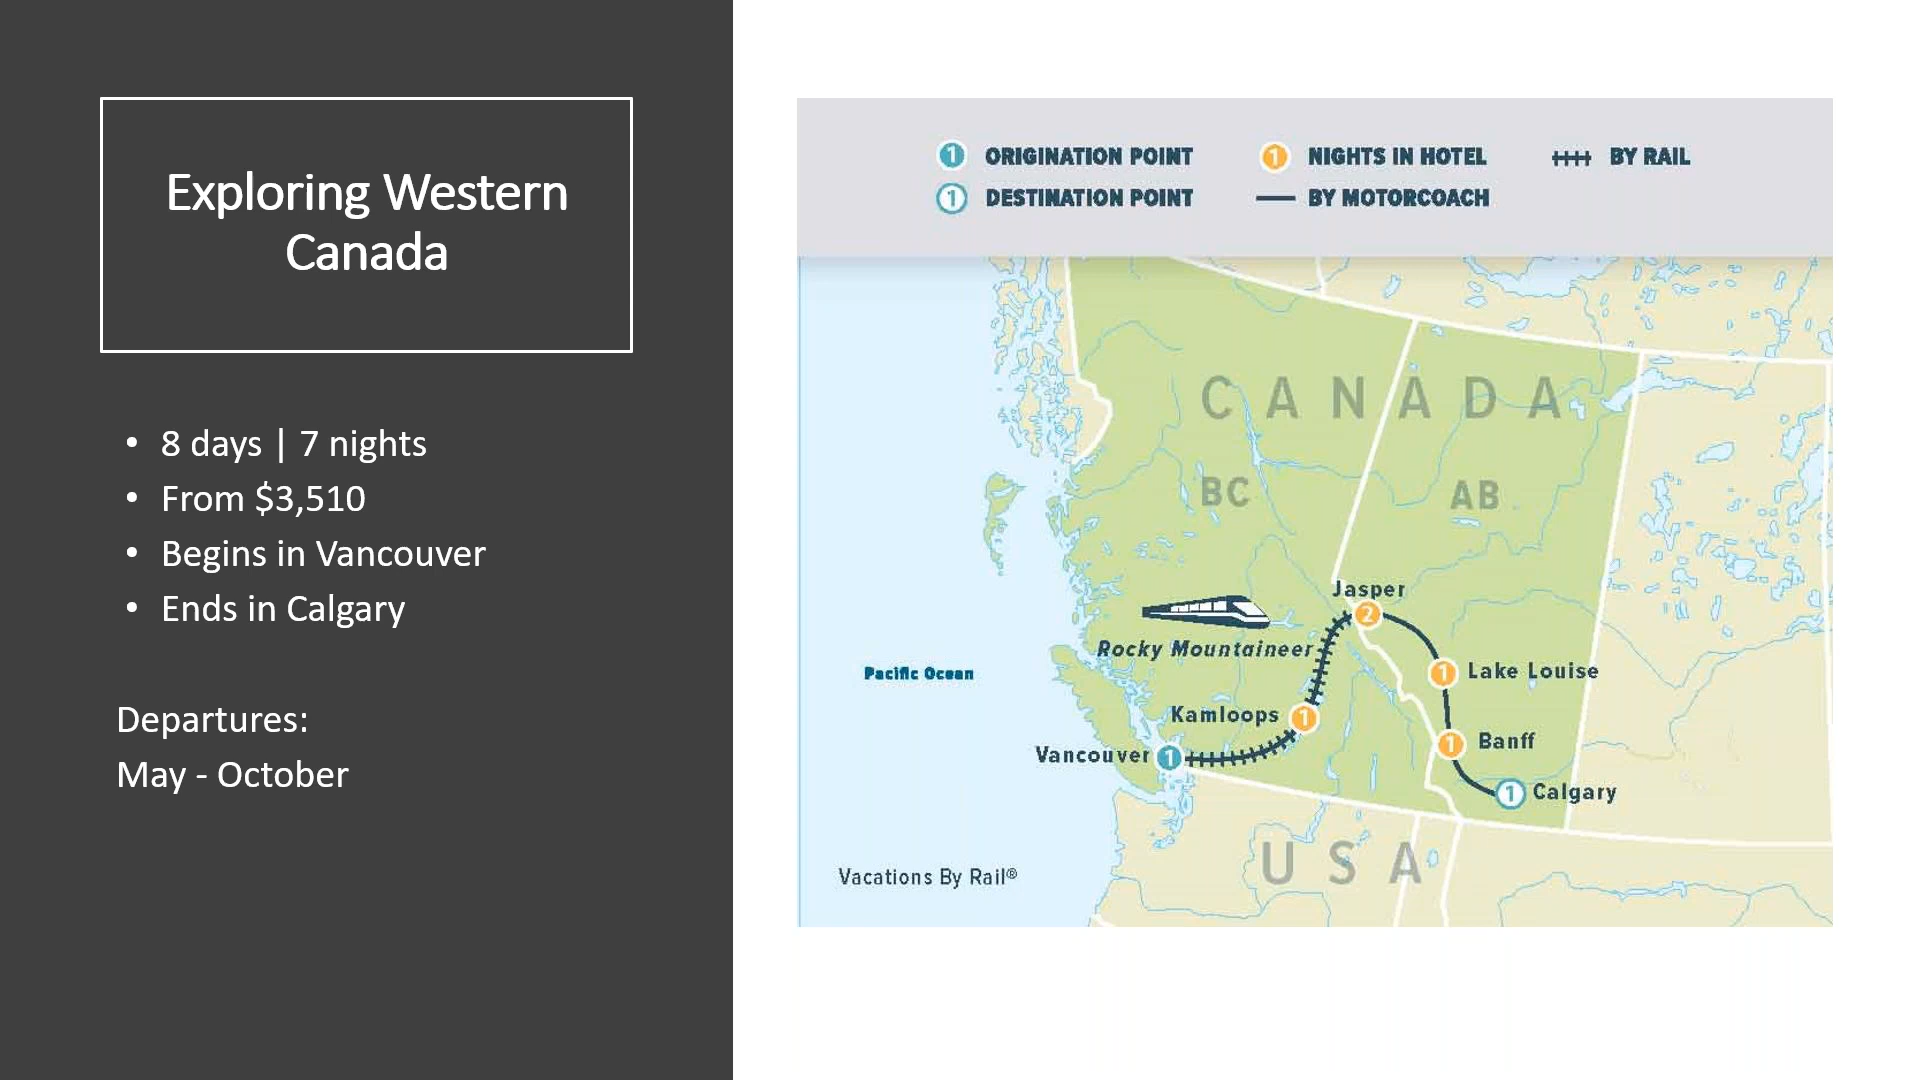 Exploring Western
Canada
• 8 days | 7 nights
• From $3,510
• Begins in Vancouver
• Ends in Calgary
Departures:
May - October
1 ORIGINATION POINT
1 NIGHTS IN HOTEL
BY RAIL
1 DESTINATION POINT
BY MOTORCOACH
CANADA
BC
AB
Jasper
2
Rocky Mountaineer
1 Lake Louise
Pacific Ocean
Kamloops 1
1 Banff
Vancouver 1
1 Calgary
USA
Vacations By Rail®